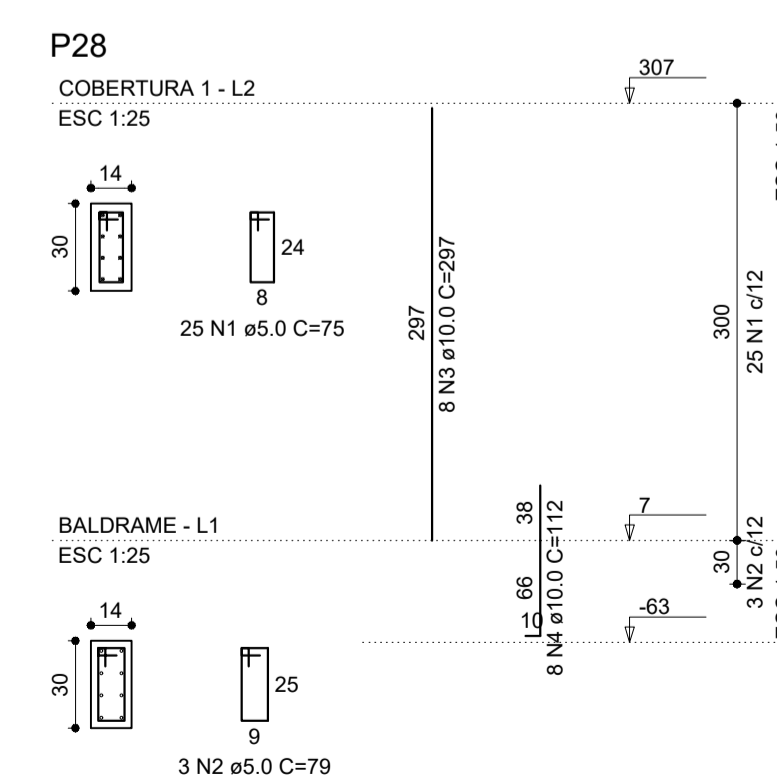 P28
COBERTURA 1 - L2
ESC 1:25
307
14
30
24
8
25 N1 ø5.0 C=75
297
8 N3 ø10.0 C=297
300
25 N1 c/12
BALDRAME - L1
ESC 1:25
7
38
66
10
8 N4 ø10.0 C=112
30
3 N2 c/12
-63
14
30
25
9
3 N2 ø5.0 C=79